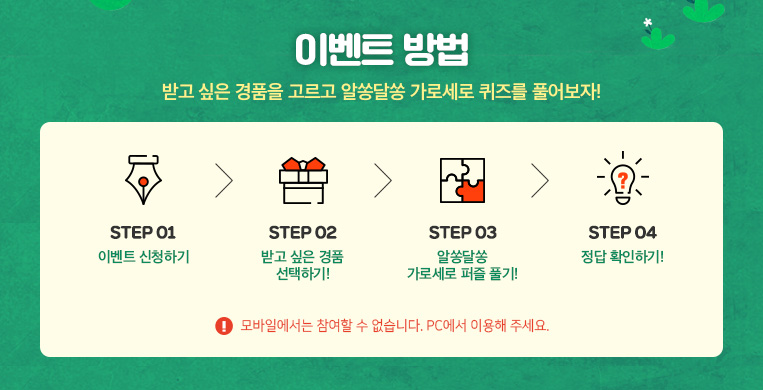 이벤트 방법
받고 싶은 경품을 고르고 알쏭달쏭 가로세로 퀴즈를 풀어보자!
STEP 01
이벤트 신청하기
STEP 02
받고 싶은 경품
선택하기!
STEP 03
알쏭달쏭
가로세로 퍼즐 풀기!
STEP 04
정답 확인하기!
모바일에서는 참여할 수 없습니다. PC에서 이용해 주세요.